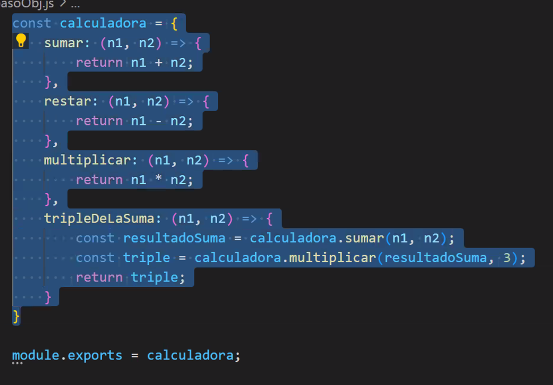 asoObj.js > ...
const calculadora = {
    sumar: (n1, n2) => {
        return n1 + n2;
    },
    restar: (n1, n2) => {
        return n1 - n2;
    },
    multiplicar: (n1, n2) => {
        return n1 * n2;
    },
    tripleDeLaSuma: (n1, n2) => {
        const resultadoSuma = calculadora.sumar(n1, n2);
        const triple = calculadora.multiplicar(resultadoSuma, 3);
        return triple;
    }
}
module.exports = calculadora;